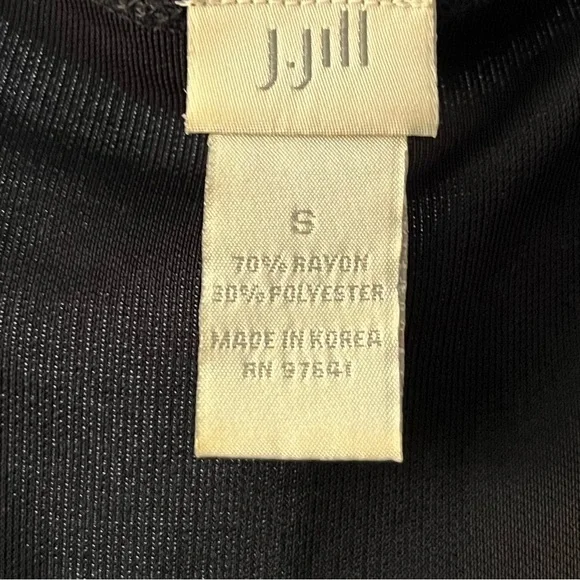 J.Jill
S
70% RAYON
30% POLYESTER
MADE IN KOREA
RN 97641